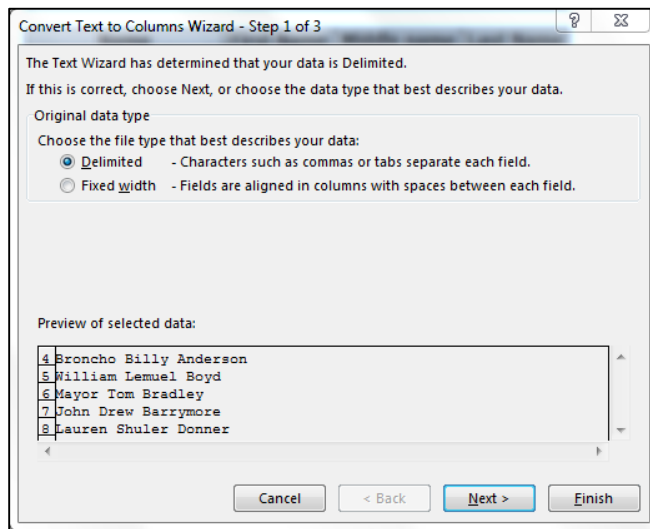 Convert Text to Columns Wizard - Step 1 of 3
The Text Wizard has determined that your data is Delimited.
If this is correct, choose Next, or choose the data type that best describes your data.
Original data type
Choose the file type that best describes your data:
Delimited - Characters such as commas or tabs separate each field.
Fixed width - Fields are aligned in columns with spaces between each field.
Preview of selected data:
4 Broncho Billy Anderson
5 William Lemuel Boyd
6 Mayor Tom Bradley
7 John Drew Barrymore
8 Lauren Shuler Donner
Cancel < Back Next > Finish